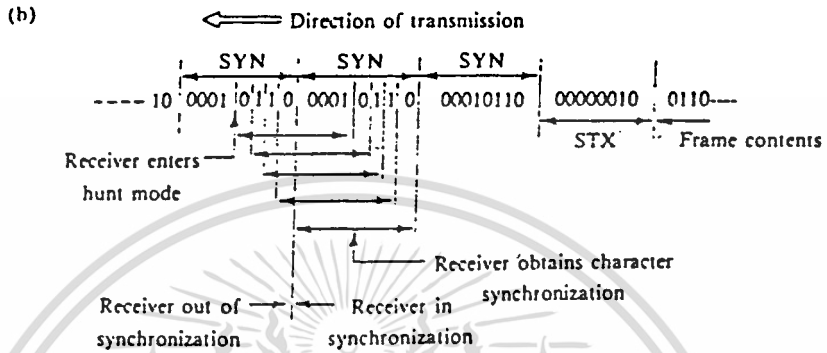 (b)
Direction of transmission
SYN SYN SYN
---- 10 0001 0 1 1 0 0001 0 1 1 0 00010110 00000010 0110----
STX Frame contents
Receiver enters
hunt mode
Receiver obtains character
synchronization
Receiver out of
synchronization
Receiver in
synchronization